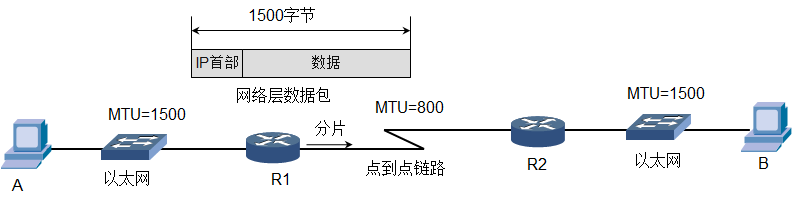 1500字节
IP首部 数据
网络层数据包
MTU=1500
分片
MTU=800
MTU=1500
A
以太网
R1
点到点链路
R2
以太网
B